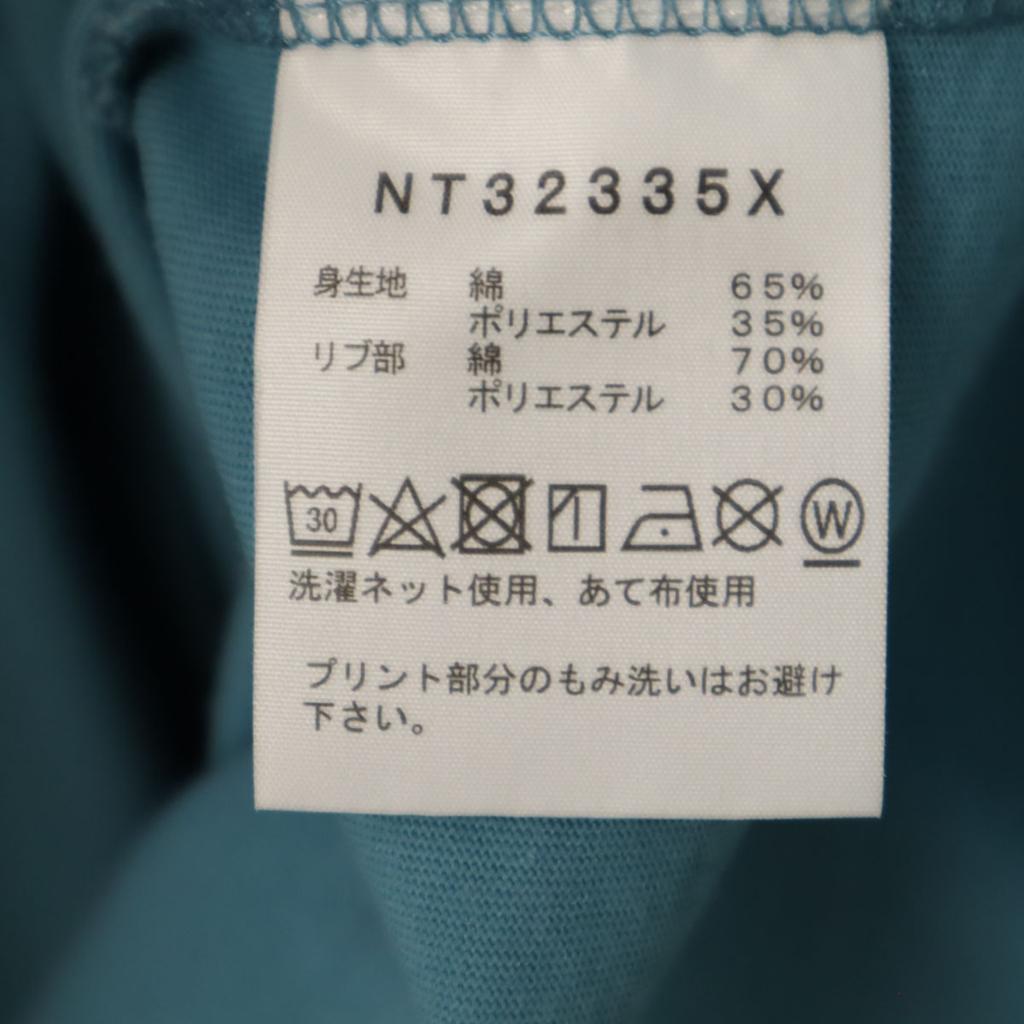 NT32335X
身生地 綿 65%
ポリエステル 35%
リブ部 綿 70%
ポリエステル 30%
30 W
洗濯ネット使用、あて布使用
プリント部分のもみ洗いはお避け
下さい。